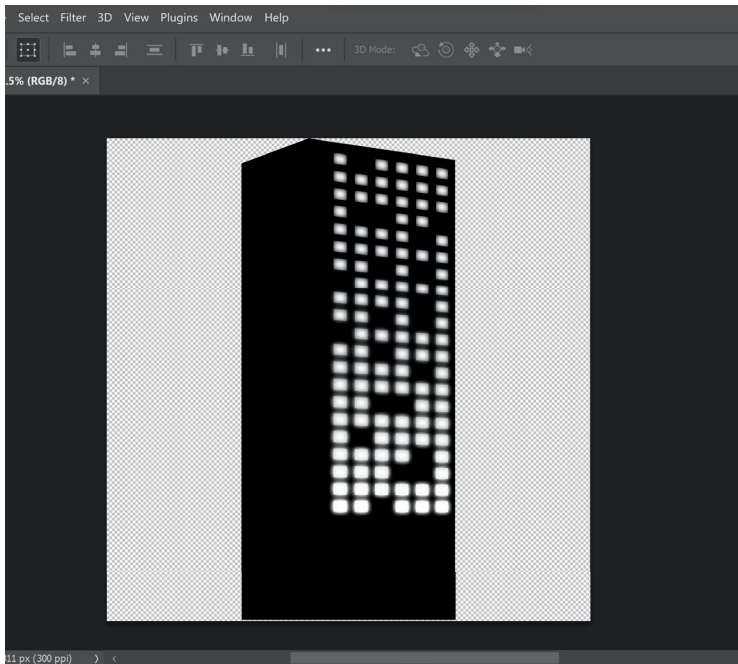 Select Filter 3D View Plugins Window Help
3D Mode:
.5% (RGB/8) * ×
11 px (300 ppi)